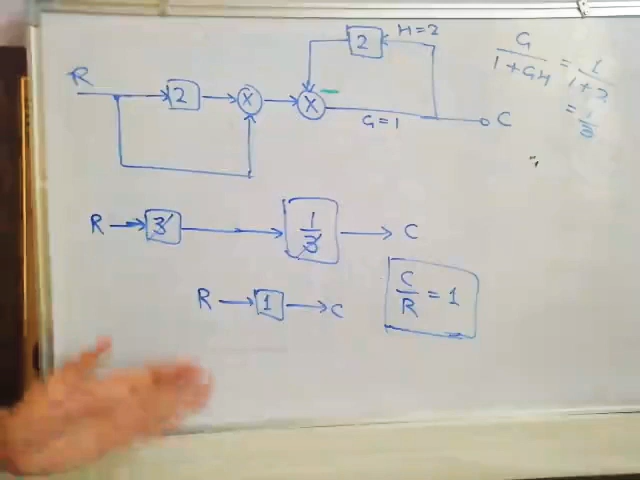 H=2
2
R
2
X
X
−
G=1
C
G/(1+GH) = 1/(1+2)
= 1/3
R → 3 → 1/3 → C
R → 1 → C
C/R = 1